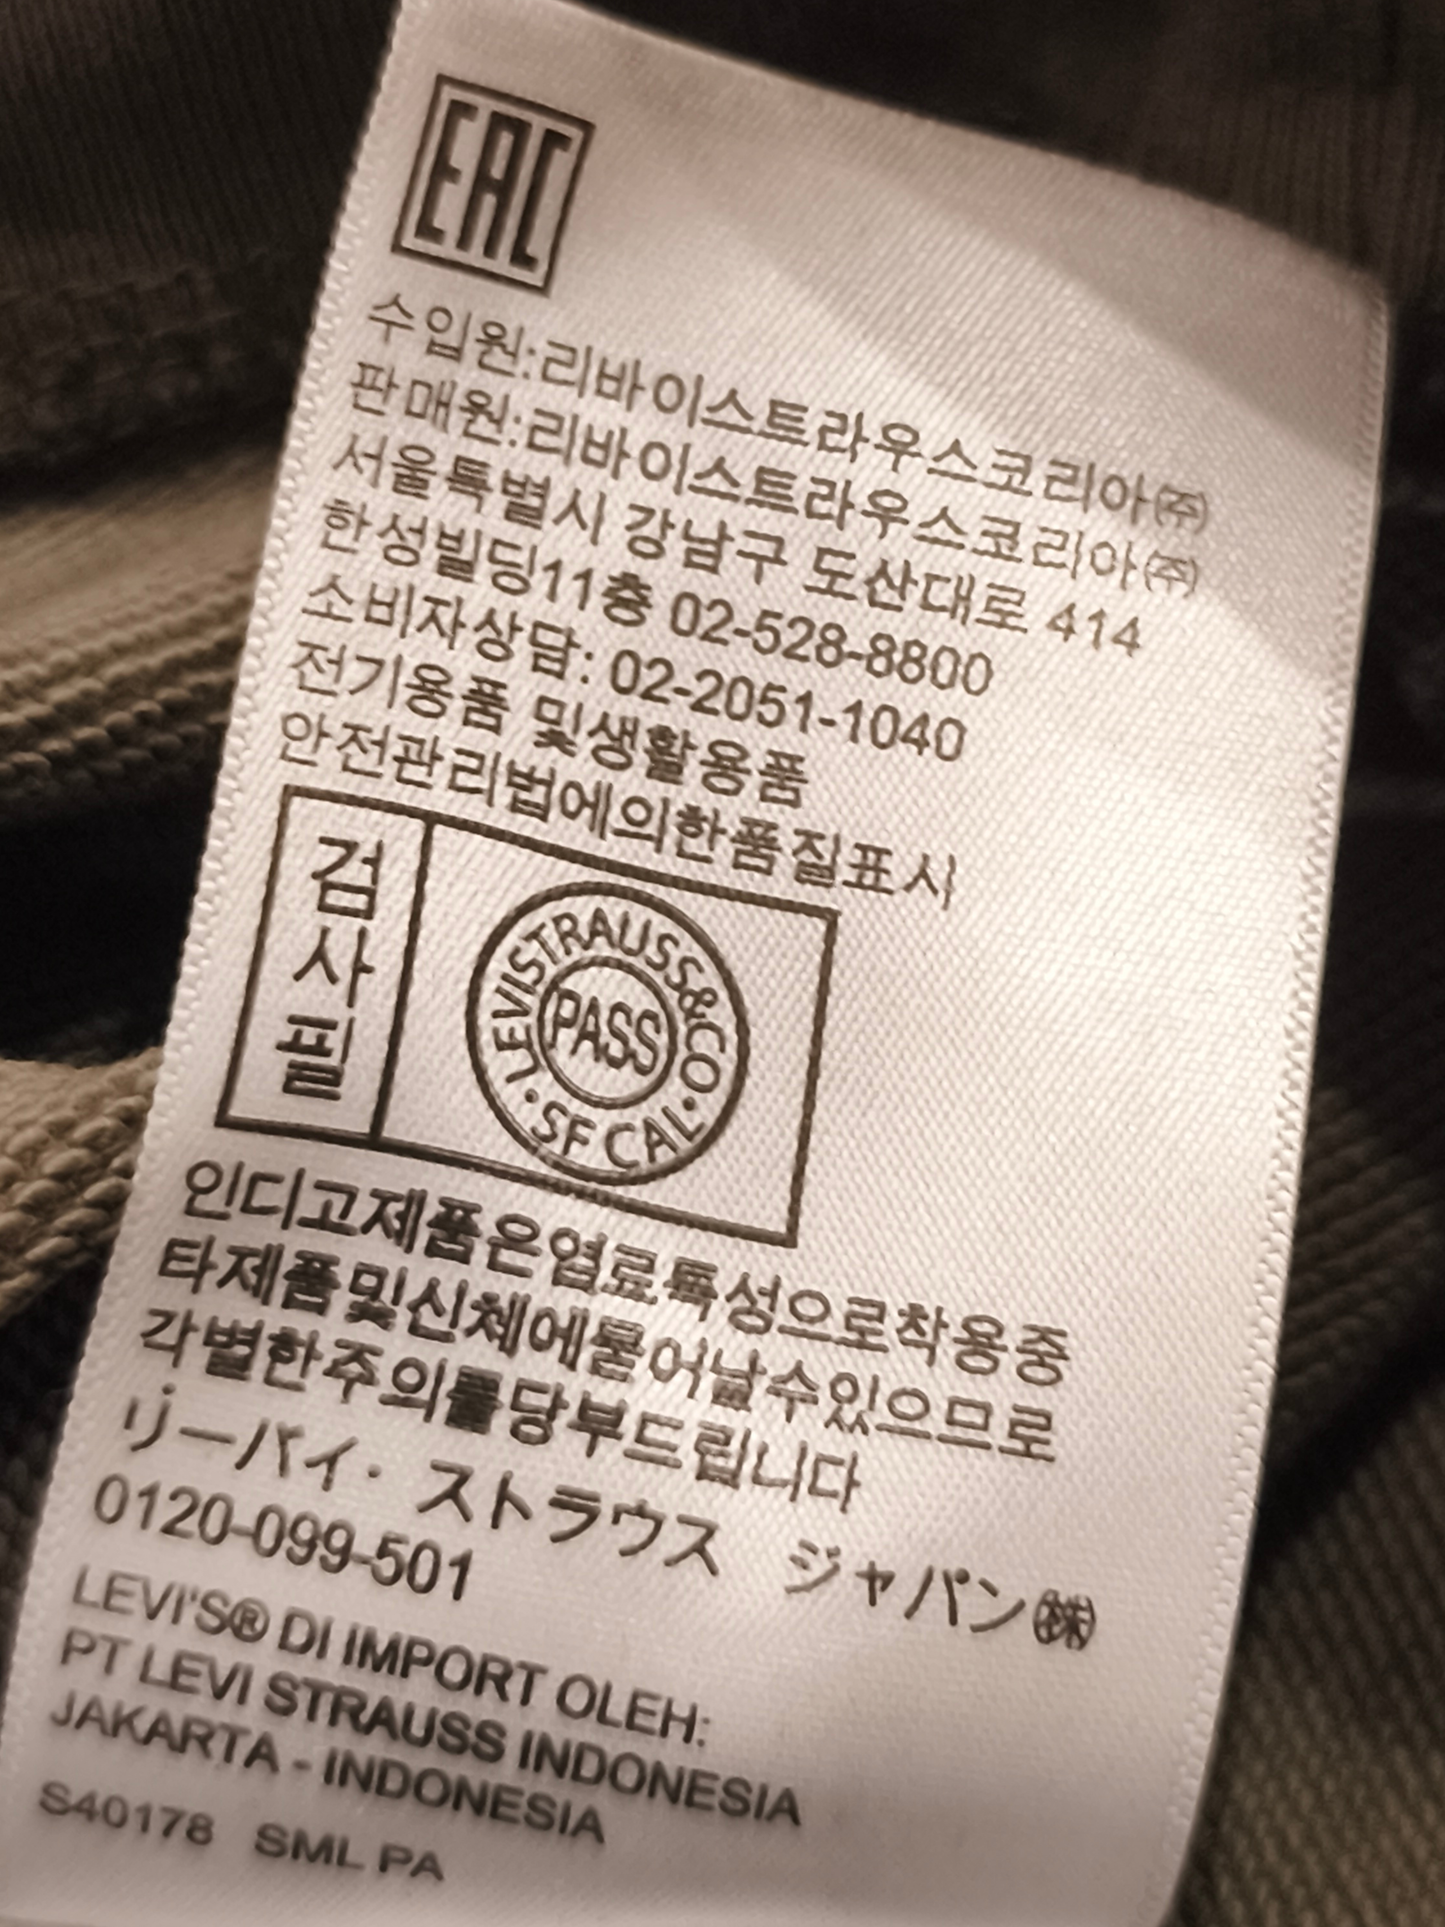 EAC
수입원:리바이스트라우스코리아㈜
판매원:리바이스트라우스코리아㈜
서울특별시 강남구 도산대로 414
한성빌딩11층 02-528-8800
소비자상담: 02-2051-1040
전기용품 및생활용품
안전관리법에의한품질표시
검사필
LEVISTRAUSS&CO · SF CAL ·
PASS
인디고제품은염료특성으로착용중
타제품및신체에묻어날수있으므로
각별한주의를당부드립니다
リーバイ・ストラウス ジャパン㈱
0120-099-501
LEVI'S® DI IMPORT OLEH:
PT LEVI STRAUSS INDONESIA
JAKARTA - INDONESIA
S40178 SML PA